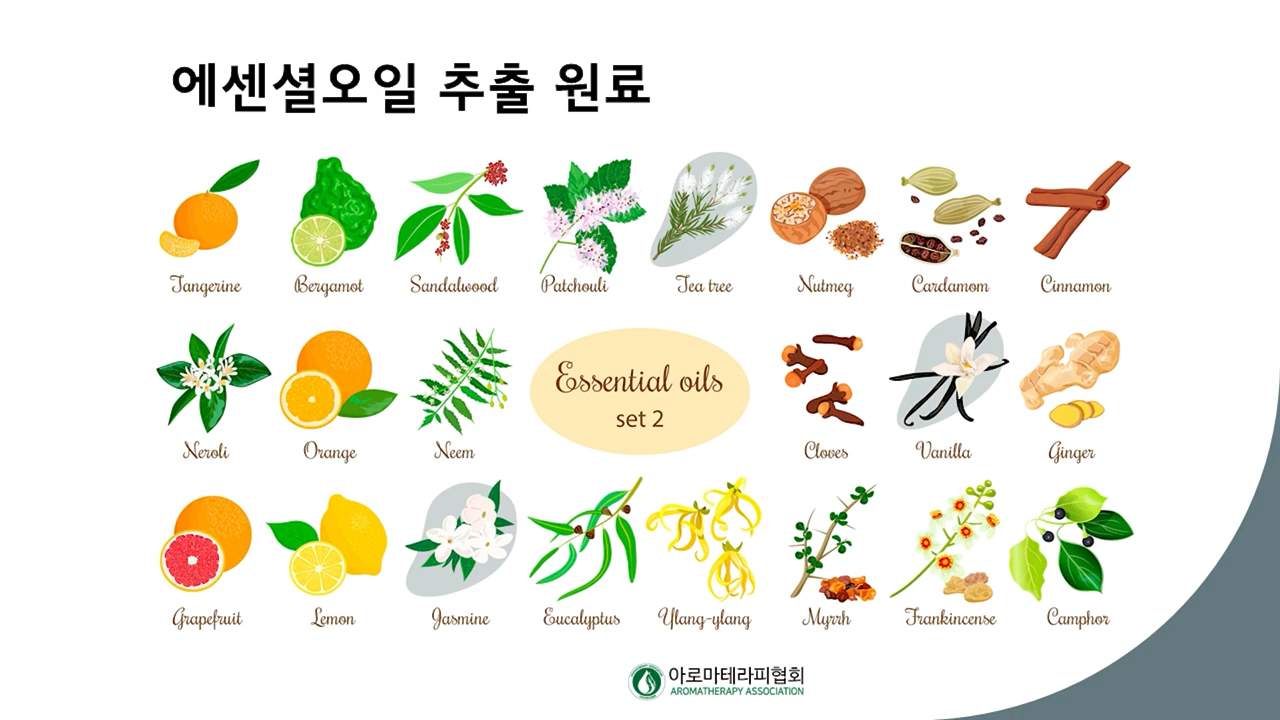 에센셜오일 추출 원료
Tangerine
Bergamot
Sandalwood
Patchouli
Tea tree
Nutmeg
Cardamom
Cinnamon
Neroli
Orange
Neem
Essential oils
set 2
Cloves
Vanilla
Ginger
Grapefruit
Lemon
Jasmine
Eucalyptus
Ylang-ylang
Myrrh
Frankincense
Camphor
아로마테라피협회
AROMATHERAPY ASSOCIATION